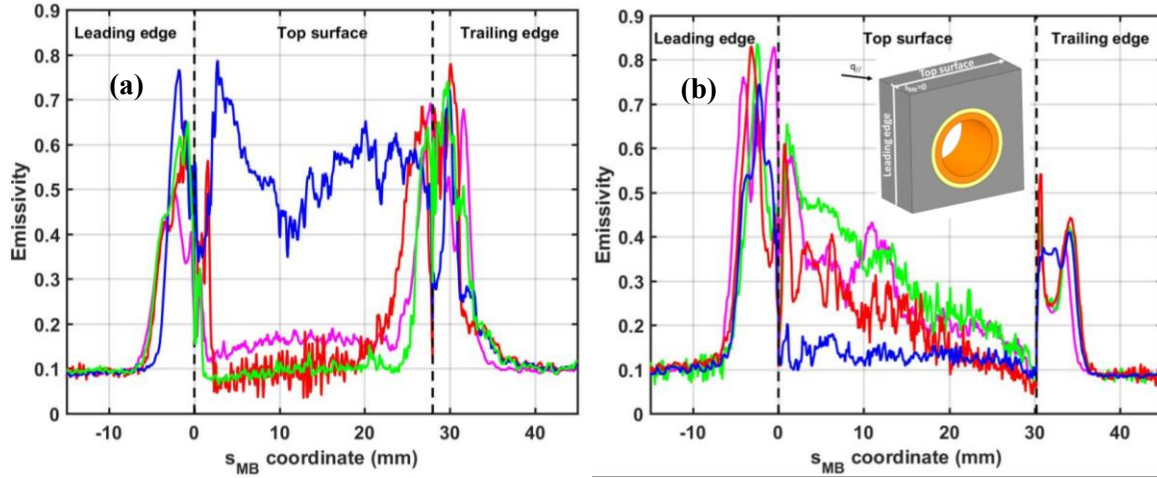 (a)
Leading edge
Top surface
Trailing edge
Emissivity
0.9
0.8
0.7
0.6
0.5
0.4
0.3
0.2
0.1
0
-10
0
10
20
30
40
s_MB coordinate (mm)
(b)
Leading edge
Top surface
Trailing edge
Emissivity
0.9
0.8
0.7
0.6
0.5
0.4
0.3
0.2
0.1
0
-10
0
10
20
30
40
s_MB coordinate (mm)
q//
Top surface
s_MB=0
Leading edge